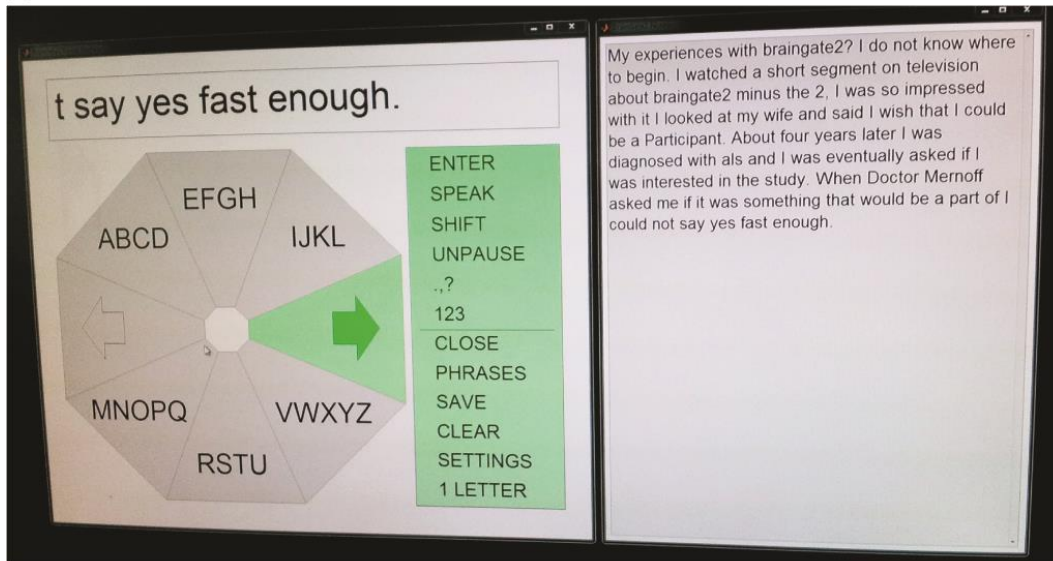 t say yes fast enough.
EFGH
ABCD
IJKL
MNOPQ
VWXYZ
RSTU
ENTER
SPEAK
SHIFT
UNPAUSE
.,?
123
CLOSE
PHRASES
SAVE
CLEAR
SETTINGS
1 LETTER
My experiences with braingate2? I do not know where
to begin. I watched a short segment on television
about braingate2 minus the 2, I was so impressed
with it I looked at my wife and said I wish that I could
be a Participant. About four years later I was
diagnosed with als and I was eventually asked if I
was interested in the study. When Doctor Mernoff
asked me if it was something that would be a part of I
could not say yes fast enough.